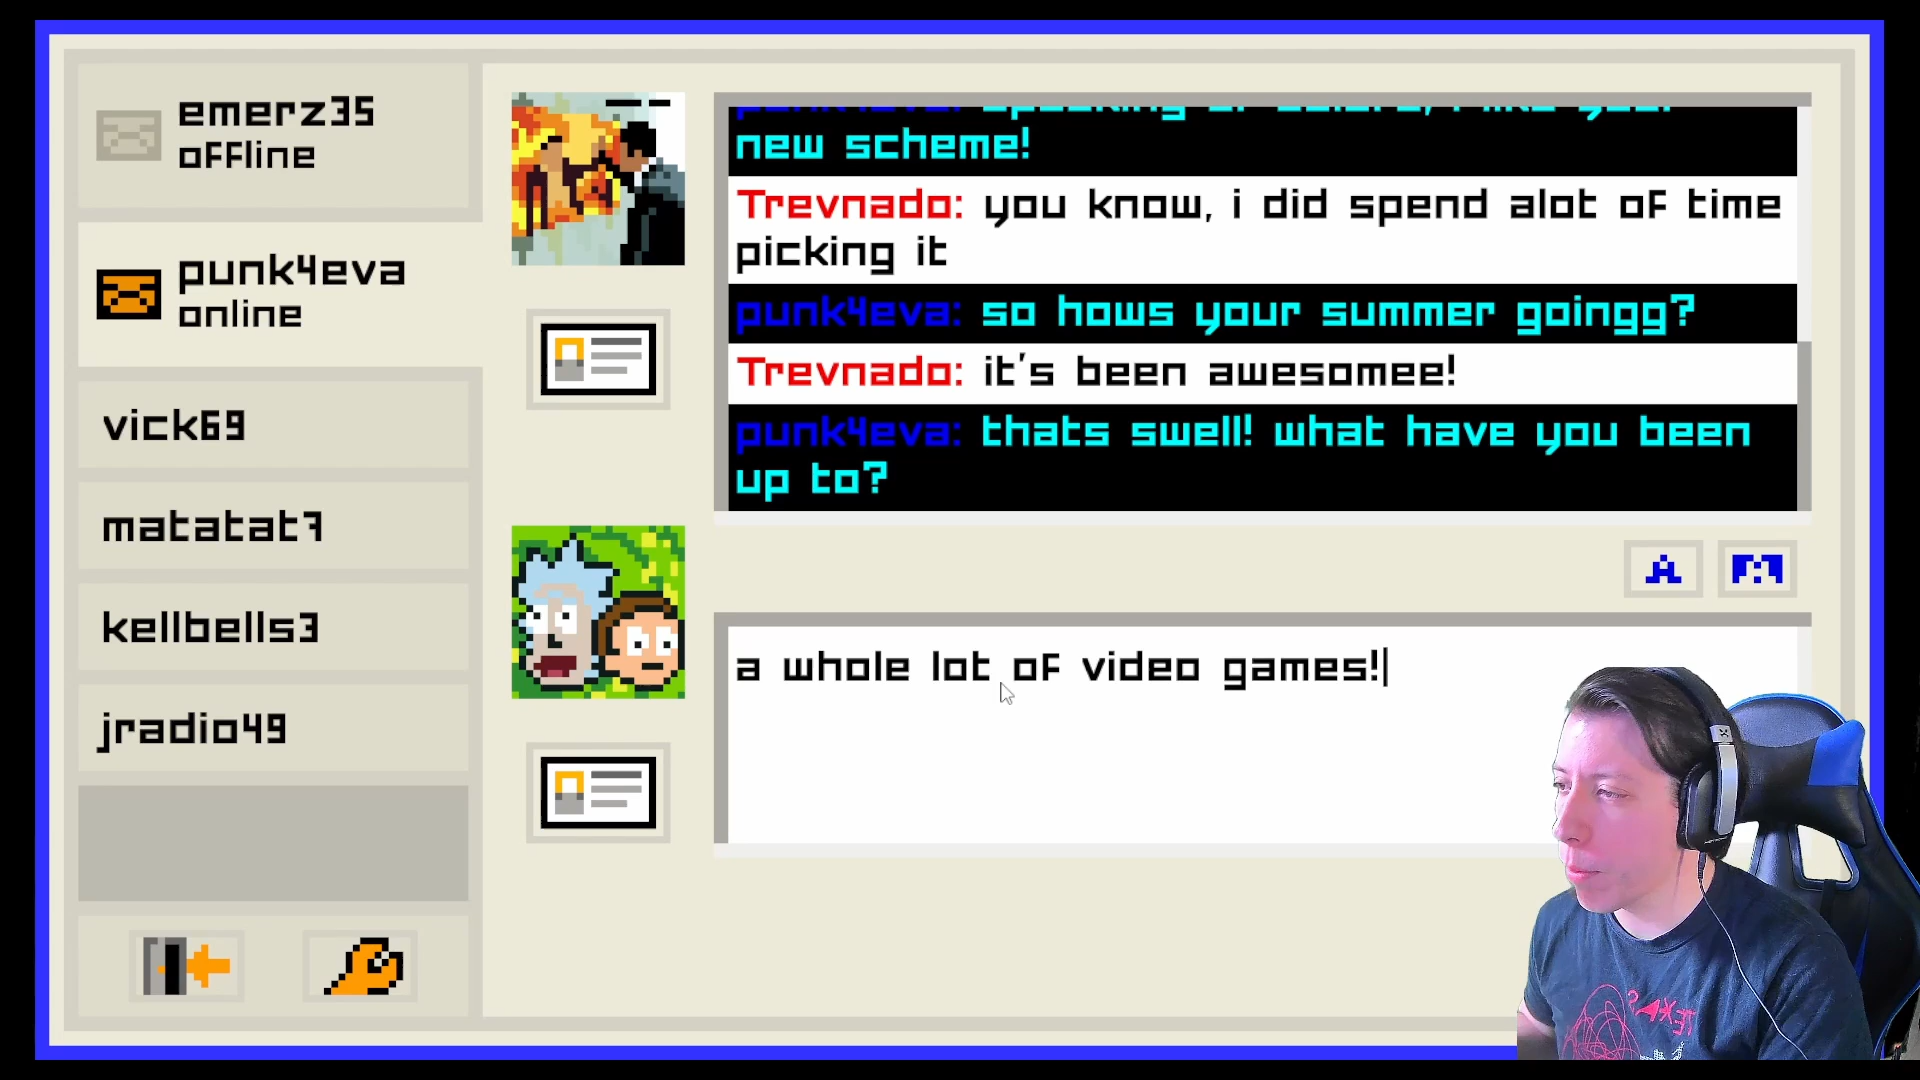 emerz35
offline
punk4eva
online
vick69
matatat7
kellbells3
jradio49
new scheme!
Trevnado: you know, i did spend alot of time
picking it
punk4eva: so hows your summer goingg?
Trevnado: it's been awesomee!
punk4eva: thats swell! what have you been
up to?
A
a whole lot of video games!